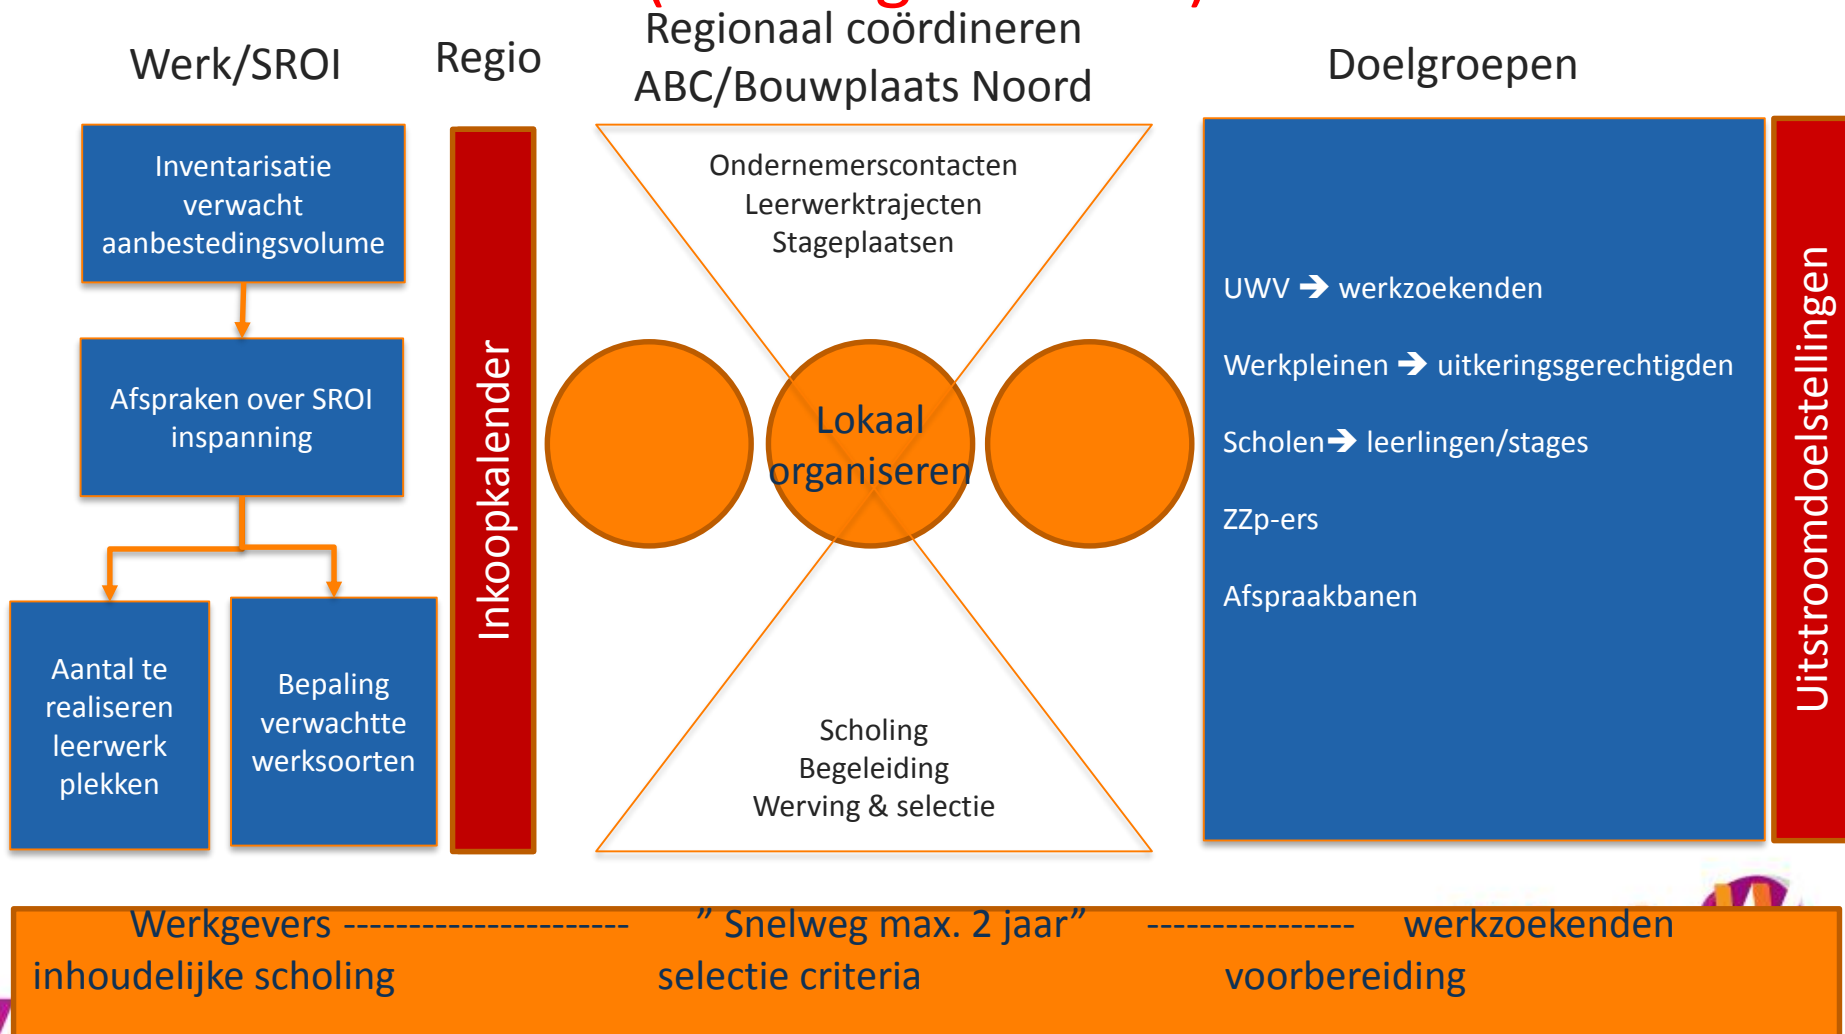 Werk/SROI
Regio
Regionaal coördineren
ABC/Bouwplaats Noord
Doelgroepen
Inventarisatie
verwacht
aanbestedingsvolume
Afspraken over SROI
inspanning
Aantal te
realiseren
leerwerk
plekken
Bepaling
verwachtte
werksoorten
Inkoopkalender
Ondernemerscontacten
Leerwerktrajecten
Stageplaatsen
Lokaal
organiseren
Scholing
Begeleiding
Werving & selectie
UWV ➔ werkzoekenden
Werkpleinen ➔ uitkeringsgerechtigden
Scholen➔ leerlingen/stages
ZZp-ers
Afspraakbanen
Uitstroomdoelstellingen
Werkgevers ---------------------- ” Snelweg max. 2 jaar” ---------------- werkzoekenden
inhoudelijke scholing selectie criteria voorbereiding